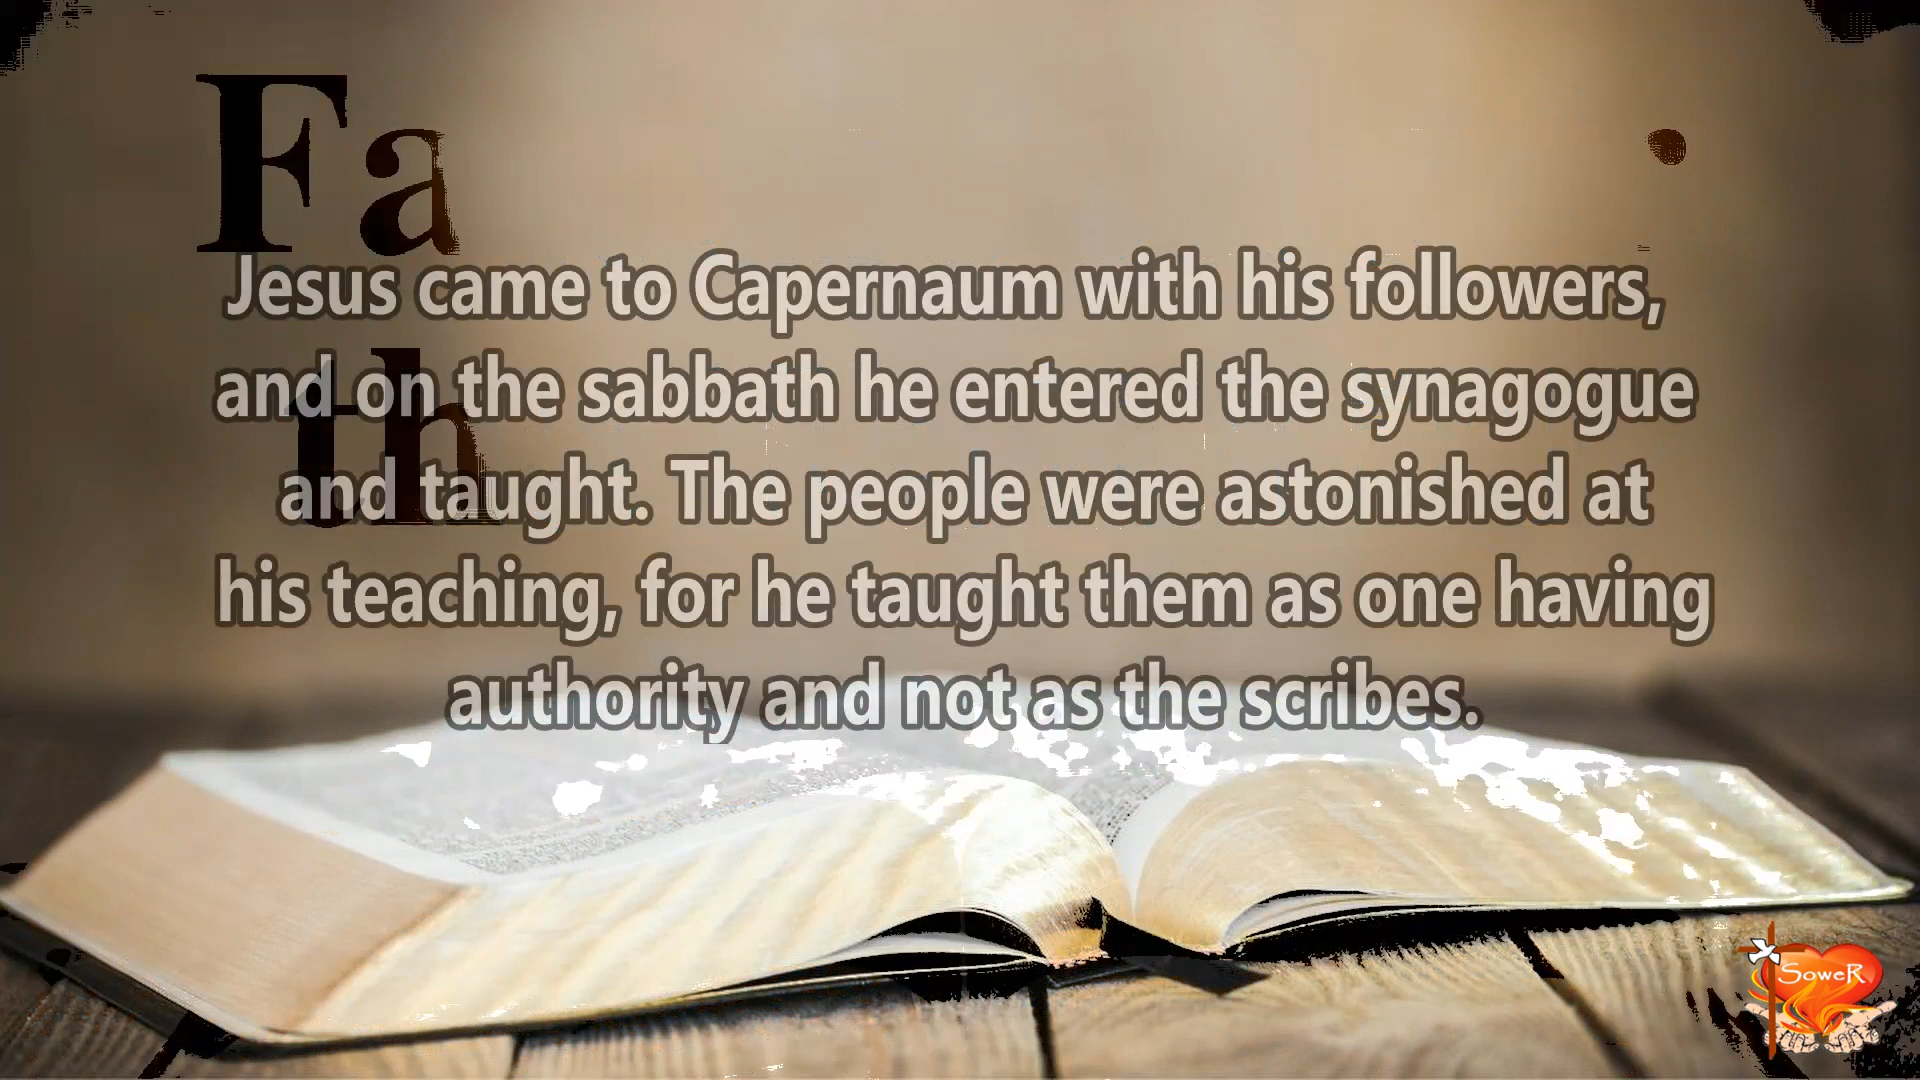 Fa
Jesus came to Capernaum with his followers,
th
and on the sabbath he entered the synagogue
and taught. The people were astonished at
his teaching, for he taught them as one having
authority and not as the scribes.
SoweR